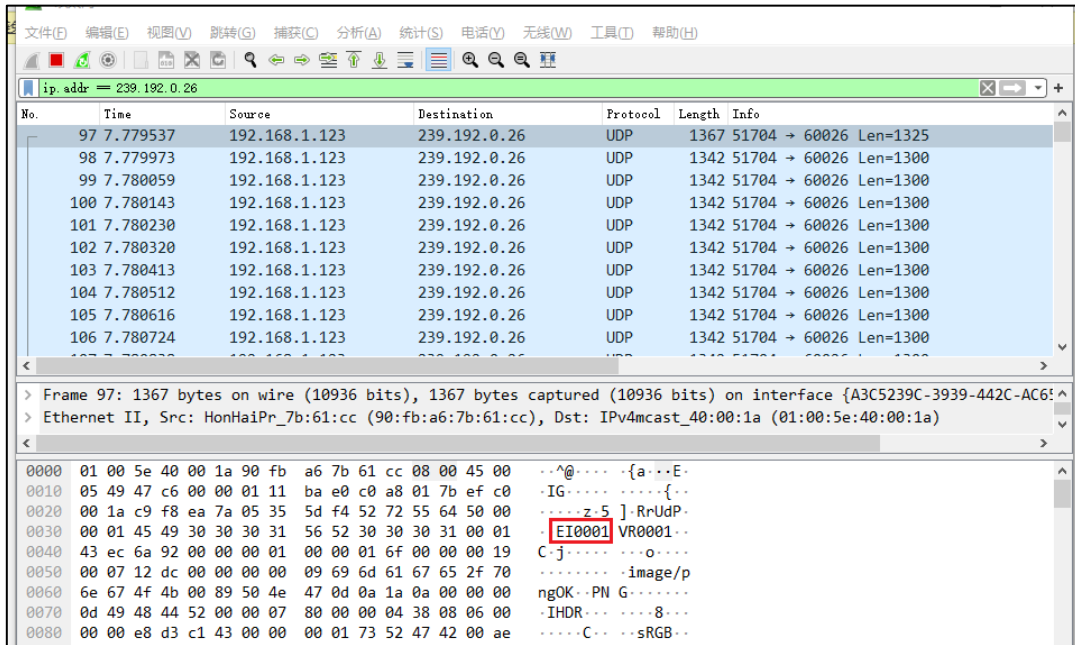 文件(F) 编辑(E) 视图(V) 跳转(G) 捕获(C) 分析(A) 统计(S) 电话(Y) 无线(W) 工具(T) 帮助(H)
ip.addr == 239.192.0.26
No. Time Source Destination Protocol Length Info
97 7.779537 192.168.1.123 239.192.0.26 UDP 1367 51704 → 60026 Len=1325
98 7.779973 192.168.1.123 239.192.0.26 UDP 1342 51704 → 60026 Len=1300
99 7.780059 192.168.1.123 239.192.0.26 UDP 1342 51704 → 60026 Len=1300
100 7.780143 192.168.1.123 239.192.0.26 UDP 1342 51704 → 60026 Len=1300
101 7.780230 192.168.1.123 239.192.0.26 UDP 1342 51704 → 60026 Len=1300
102 7.780320 192.168.1.123 239.192.0.26 UDP 1342 51704 → 60026 Len=1300
103 7.780413 192.168.1.123 239.192.0.26 UDP 1342 51704 → 60026 Len=1300
104 7.780512 192.168.1.123 239.192.0.26 UDP 1342 51704 → 60026 Len=1300
105 7.780616 192.168.1.123 239.192.0.26 UDP 1342 51704 → 60026 Len=1300
106 7.780724 192.168.1.123 239.192.0.26 UDP 1342 51704 → 60026 Len=1300
> Frame 97: 1367 bytes on wire (10936 bits), 1367 bytes captured (10936 bits) on interface {A3C5239C-3939-442C-AC65
> Ethernet II, Src: HonHaiPr_7b:61:cc (90:fb:a6:7b:61:cc), Dst: IPv4mcast_40:00:1a (01:00:5e:40:00:1a)
0000 01 00 5e 40 00 1a 90 fb a6 7b 61 cc 08 00 45 00 ··^@···· ·{a···E·
0010 05 49 47 c6 00 00 01 11 ba e0 c0 a8 01 7b ef c0 ·IG····· ·····{··
0020 00 1a c9 f8 ea 7a 05 35 5d f4 52 72 55 64 50 00 ·····z·5 ]·RrUdP·
0030 00 01 45 49 30 30 30 31 56 52 30 30 30 31 00 01 ··EI0001 VR0001··
0040 43 ec 6a 92 00 00 00 01 00 00 01 6f 00 00 00 19 C·j····· ···o····
0050 00 07 12 dc 00 00 00 00 09 69 6d 61 67 65 2f 70 ········ ·image/p
0060 6e 67 4f 4b 00 89 50 4e 47 0d 0a 1a 0a 00 00 00 ngOK··PN G·······
0070 0d 49 48 44 52 00 00 07 80 00 00 04 38 08 06 00 ·IHDR··· ····8···
0080 00 00 e8 d3 c1 43 00 00 00 01 73 52 47 42 00 ae ·····C·· ··sRGB··